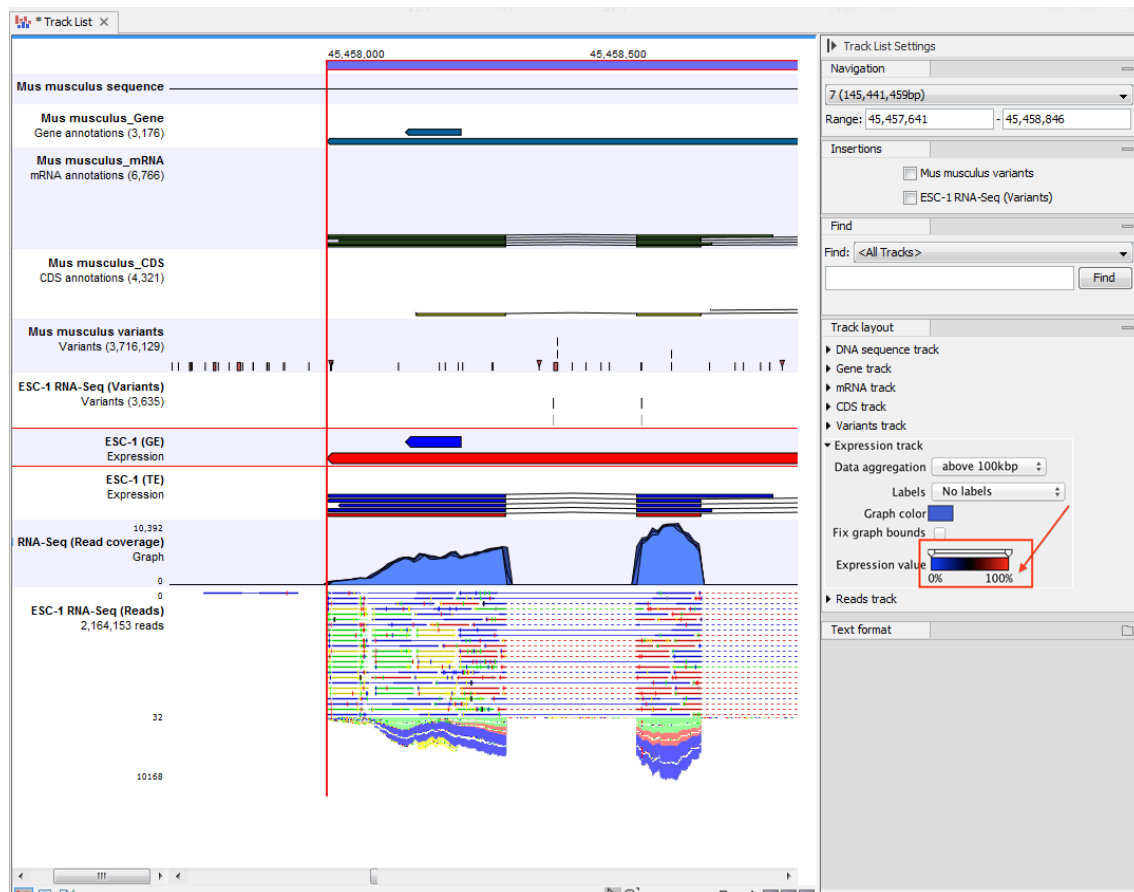 * Track List
45,458,000
45,458,500
Mus musculus sequence
Mus musculus_Gene
Gene annotations (3,176)
Mus musculus_mRNA
mRNA annotations (6,766)
Mus musculus_CDS
CDS annotations (4,321)
Mus musculus variants
Variants (3,716,129)
ESC-1 RNA-Seq (Variants)
Variants (3,635)
ESC-1 (GE)
Expression
ESC-1 (TE)
Expression
10,392
RNA-Seq (Read coverage)
Graph
0
0
ESC-1 RNA-Seq (Reads)
2,164,153 reads
32
10168
Track List Settings
Navigation
7 (145,441,459bp)
Range: 45,457,641 - 45,458,846
Insertions
Mus musculus variants
ESC-1 RNA-Seq (Variants)
Find
Find: <All Tracks>
Find
Track layout
DNA sequence track
Gene track
mRNA track
CDS track
Variants track
Expression track
Data aggregation above 100kbp
Labels No labels
Graph color
Fix graph bounds
Expression value
0% 100%
Reads track
Text format